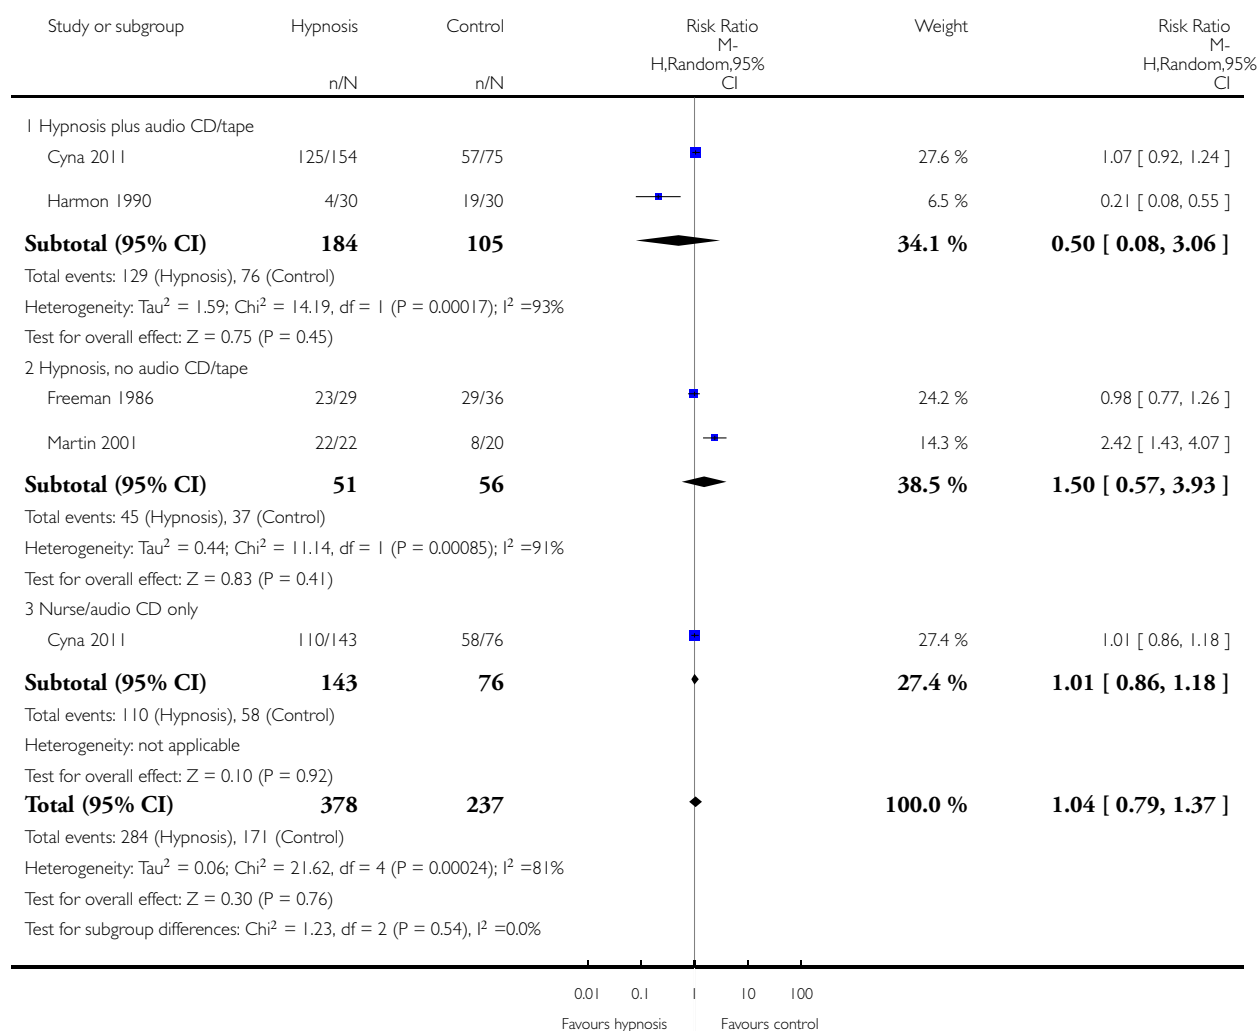 Study or subgroup Hypnosis Control Risk Ratio Weight Risk Ratio
M- M-
H,Random,95% H,Random,95%
n/N n/N CI CI
1 Hypnosis plus audio CD/tape
Cyna 2011 125/154 57/75 27.6 % 1.07 [ 0.92, 1.24 ]
Harmon 1990 4/30 19/30 6.5 % 0.21 [ 0.08, 0.55 ]
Subtotal (95% CI) 184 105 34.1 % 0.50 [ 0.08, 3.06 ]
Total events: 129 (Hypnosis), 76 (Control)
Heterogeneity: Tau² = 1.59; Chi² = 14.19, df = 1 (P = 0.00017); I² =93%
Test for overall effect: Z = 0.75 (P = 0.45)
2 Hypnosis, no audio CD/tape
Freeman 1986 23/29 29/36 24.2 % 0.98 [ 0.77, 1.26 ]
Martin 2001 22/22 8/20 14.3 % 2.42 [ 1.43, 4.07 ]
Subtotal (95% CI) 51 56 38.5 % 1.50 [ 0.57, 3.93 ]
Total events: 45 (Hypnosis), 37 (Control)
Heterogeneity: Tau² = 0.44; Chi² = 11.14, df = 1 (P = 0.00085); I² =91%
Test for overall effect: Z = 0.83 (P = 0.41)
3 Nurse/audio CD only
Cyna 2011 110/143 58/76 27.4 % 1.01 [ 0.86, 1.18 ]
Subtotal (95% CI) 143 76 27.4 % 1.01 [ 0.86, 1.18 ]
Total events: 110 (Hypnosis), 58 (Control)
Heterogeneity: not applicable
Test for overall effect: Z = 0.10 (P = 0.92)
Total (95% CI) 378 237 100.0 % 1.04 [ 0.79, 1.37 ]
Total events: 284 (Hypnosis), 171 (Control)
Heterogeneity: Tau² = 0.06; Chi² = 21.62, df = 4 (P = 0.00024); I² =81%
Test for overall effect: Z = 0.30 (P = 0.76)
Test for subgroup differences: Chi² = 1.23, df = 2 (P = 0.54), I² =0.0%
0.01 0.1 1 10 100
Favours hypnosis Favours control